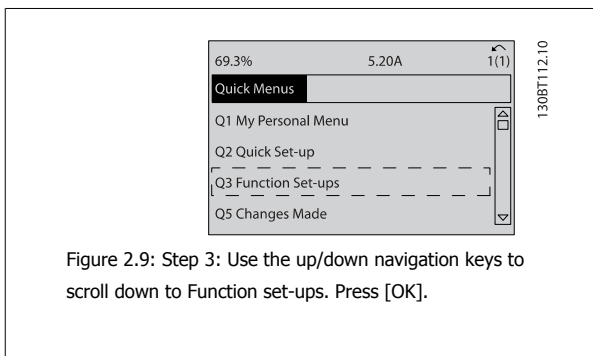 69.3% 5.20A 1(1)
Quick Menus
Q1 My Personal Menu
Q2 Quick Set-up
Q3 Function Set-ups
Q5 Changes Made
130BT112.10
Figure 2.9: Step 3: Use the up/down navigation keys to
scroll down to Function set-ups. Press [OK].